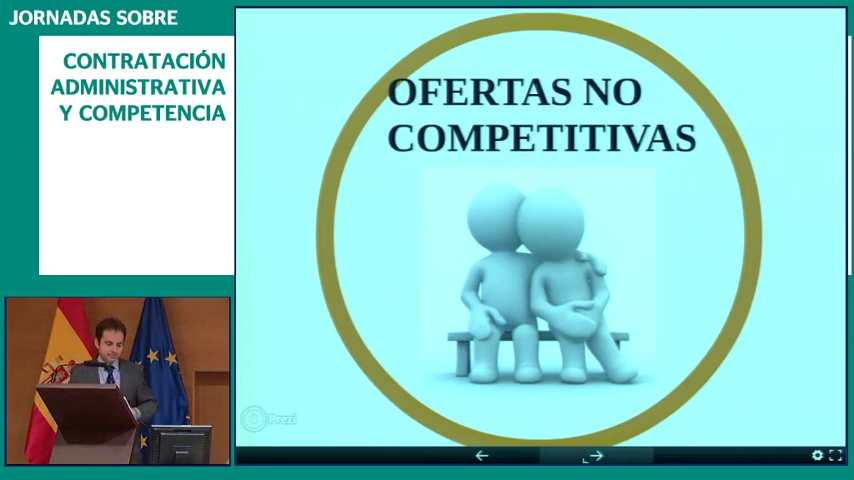 JORNADAS SOBRE
CONTRATACIÓN
ADMINISTRATIVA
Y COMPETENCIA
OFERTAS NO
COMPETITIVAS
Prezi